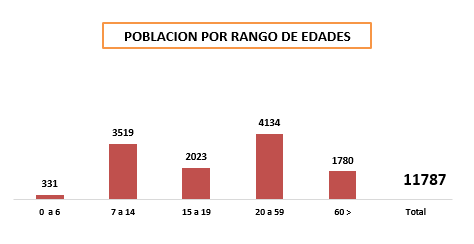 POBLACION POR RANGO DE EDADES
331
3519
2023
4134
1780
11787
0 a 6
7 a 14
15 a 19
20 a 59
60 >
Total